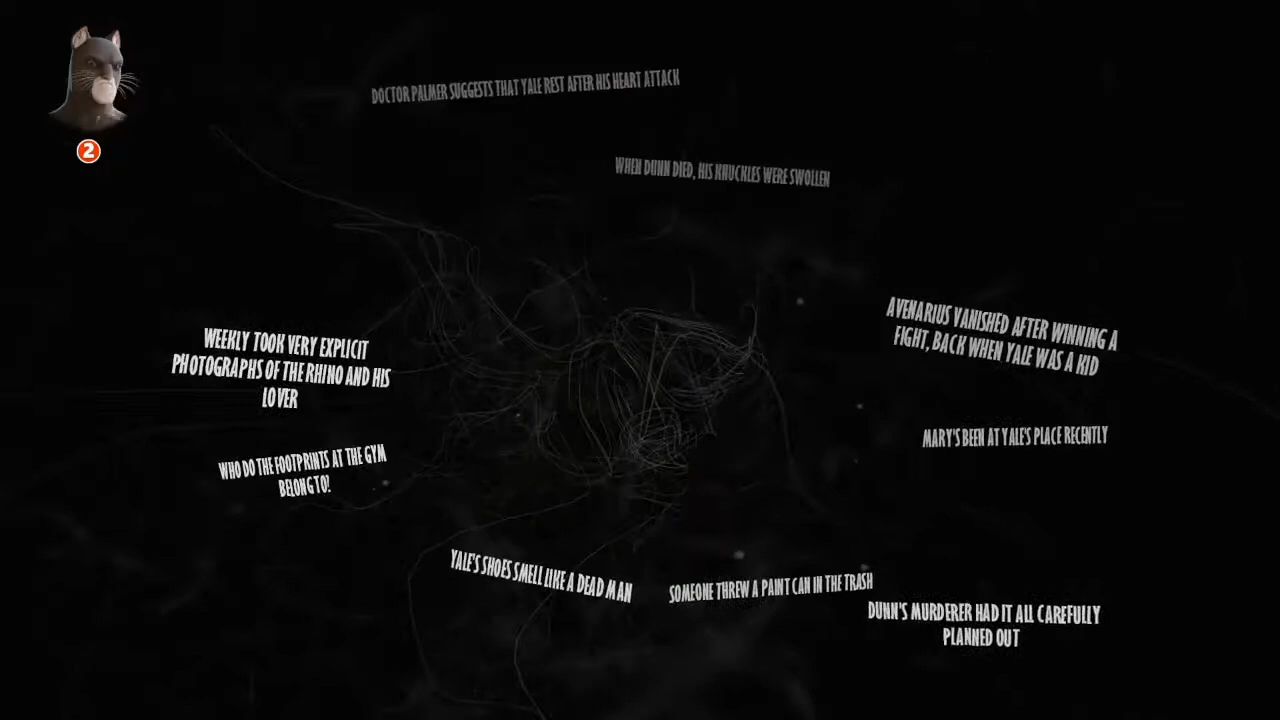 DOCTOR PALMER SUGGESTS THAT YALE REST AFTER HIS HEART ATTACK
2
WHEN DUNN DIED, HIS KNUCKLES WERE SWOLLEN
AVENARIUS VANISHED AFTER WINNING A
FIGHT, BACK WHEN YALE WAS A KID
WEEKLY TOOK VERY EXPLICIT
PHOTOGRAPHS OF THE RHINO AND HIS
LOVER
MARY'S BEEN AT YALE'S PLACE RECENTLY
WHO DO THE FOOTPRINTS AT THE GYM
BELONG TO?
YALE'S SHOES SMELL LIKE A DEAD MAN
SOMEONE THREW A PAINT CAN IN THE TRASH
DUNN'S MURDERER HAD IT ALL CAREFULLY
PLANNED OUT